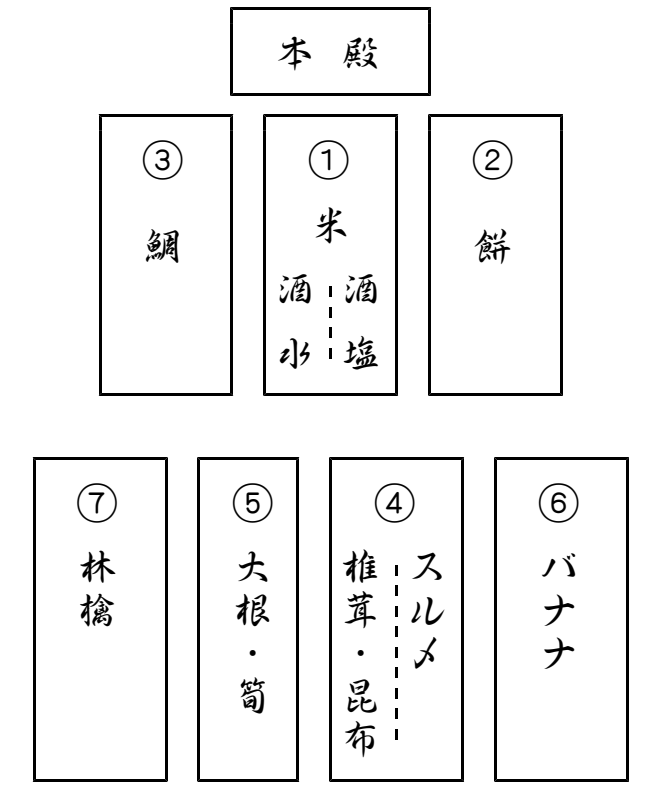 本殿
③
鯛
①
米
酒 酒
水 塩
②
餅
⑦
林檎
⑤
大根・筍
④
スルメ
椎茸・昆布
⑥
バナナ